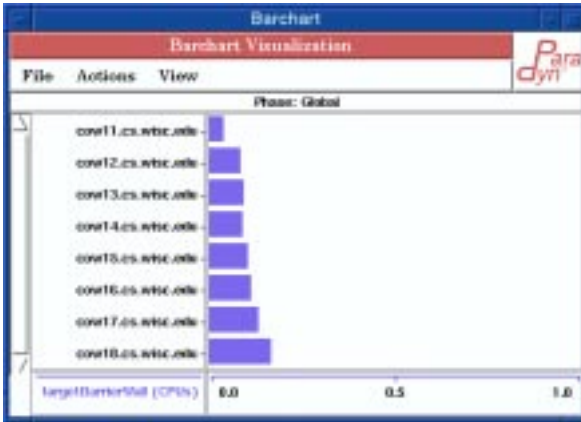 Barchart
Barchart Visualization
Paradyn
File Actions View
Phase: Global
cow11.cs.wisc.edu
cow12.cs.wisc.edu
cow13.cs.wisc.edu
cow14.cs.wisc.edu
cow15.cs.wisc.edu
cow16.cs.wisc.edu
cow17.cs.wisc.edu
cow18.cs.wisc.edu
targetBarrierWall (CPUs) 0.0 0.5 1.0